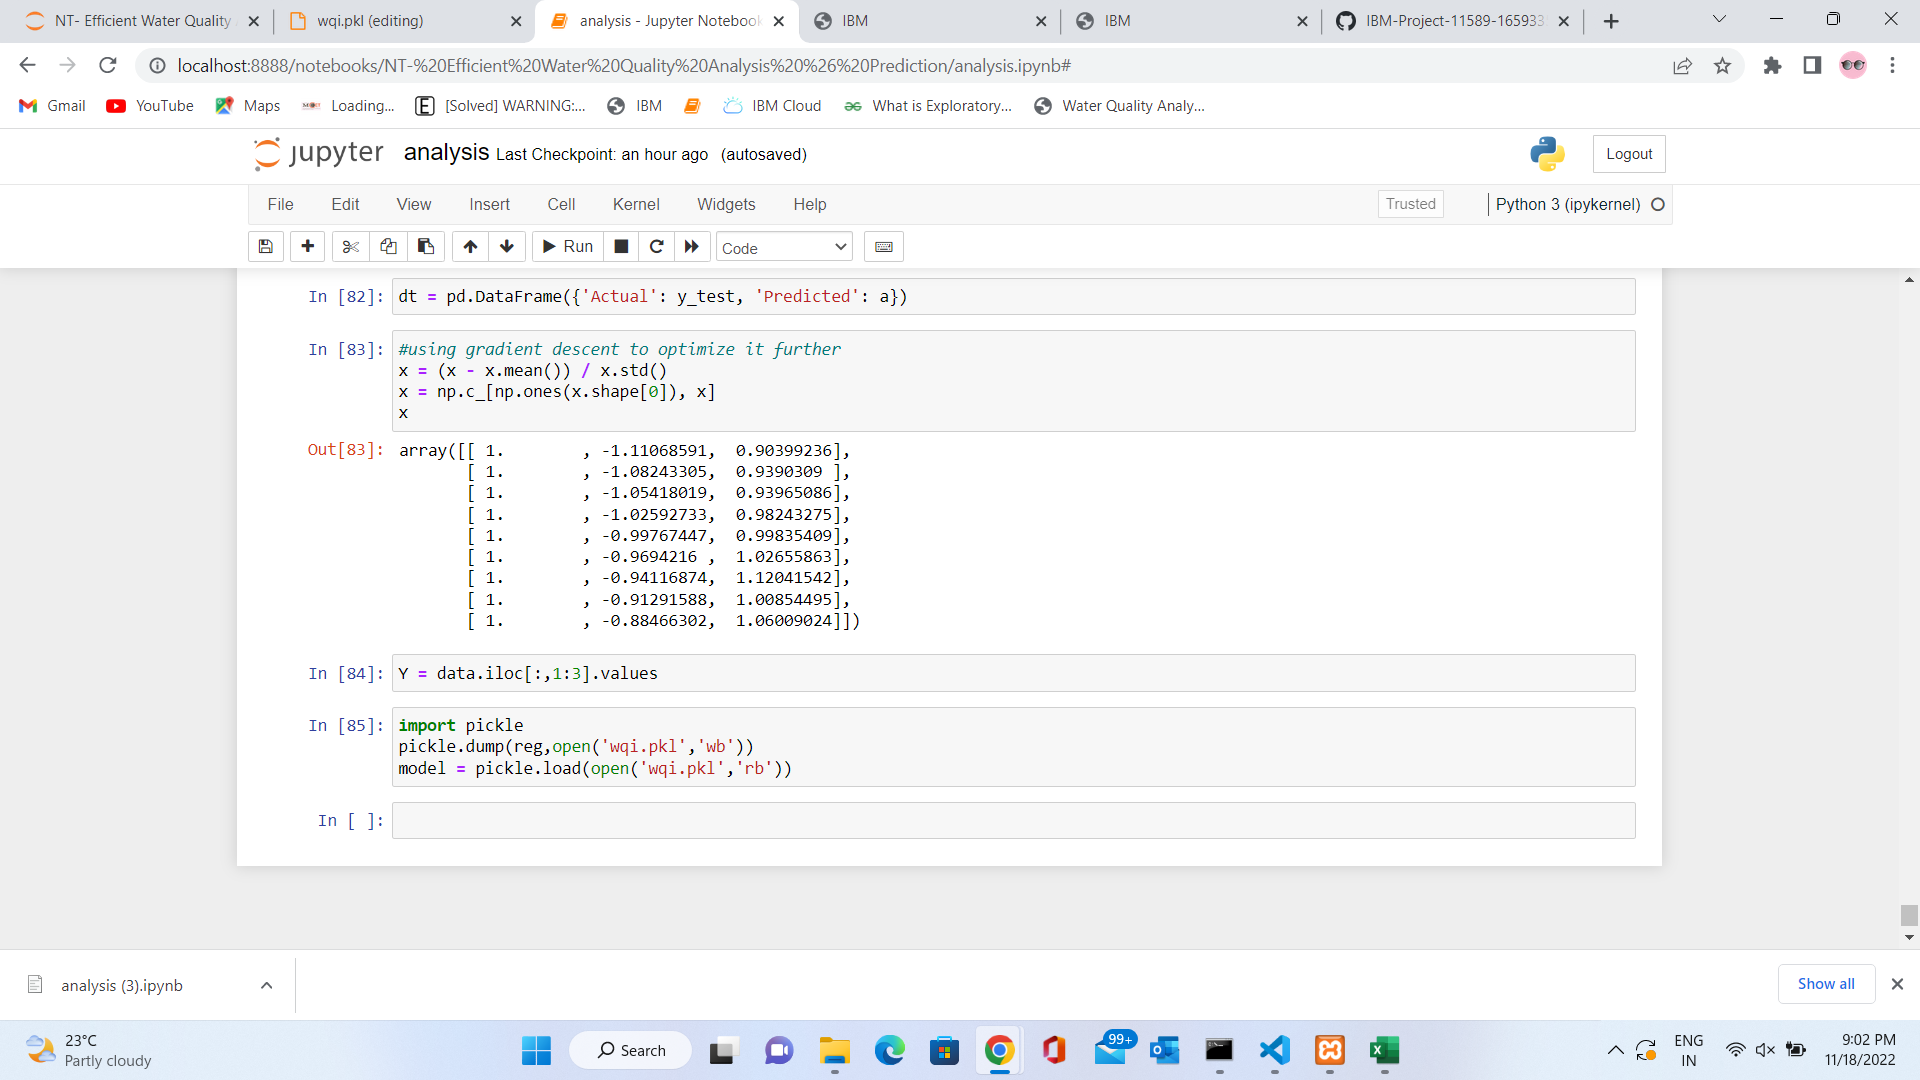 NT- Efficient Water Quality
wqi.pkl (editing)
analysis - Jupyter Notebook
IBM
IBM
IBM-Project-11589-165933
localhost:8888/notebooks/NT-%20Efficient%20Water%20Quality%20Analysis%20%26%20Prediction/analysis.ipynb#
Gmail
YouTube
Maps
Loading...
[Solved] WARNING:...
IBM
IBM Cloud
What is Exploratory...
Water Quality Analy...
jupyter
analysis Last Checkpoint: an hour ago (autosaved)
Logout
File Edit View Insert Cell Kernel Widgets Help
Trusted
Python 3 (ipykernel)
Run
Code
In [82]: dt = pd.DataFrame({'Actual': y_test, 'Predicted': a})
In [83]: #using gradient descent to optimize it further
x = (x - x.mean()) / x.std()
x = np.c_[np.ones(x.shape[0]), x]
x
Out[83]: array([[ 1.        , -1.11068591,  0.90399236],
[ 1.        , -1.08243305,  0.9390309 ],
[ 1.        , -1.05418019,  0.93965086],
[ 1.        , -1.02592733,  0.98243275],
[ 1.        , -0.99767447,  0.99835409],
[ 1.        , -0.9694216 ,  1.02655863],
[ 1.        , -0.94116874,  1.12041542],
[ 1.        , -0.91291588,  1.00854495],
[ 1.        , -0.88466302,  1.06009024]])
In [84]: Y = data.iloc[:,1:3].values
In [85]: import pickle
pickle.dump(reg,open('wqi.pkl','wb'))
model = pickle.load(open('wqi.pkl','rb'))
In [ ]:
analysis (3).ipynb
Show all
23°C
Partly cloudy
Search
99+
ENG
IN
9:02 PM
11/18/2022